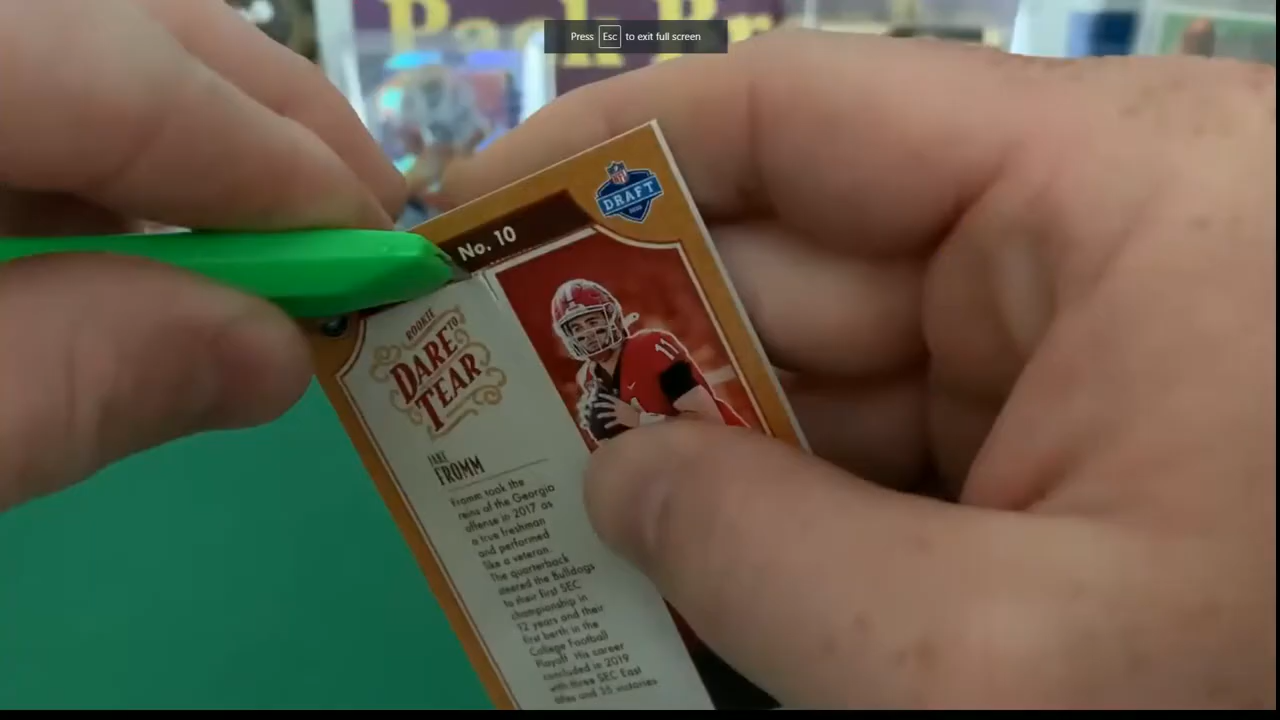 Pack Br
Press Esc to exit full screen
DRAFT
No. 10
ROOKIE
DARE TO
TEAR
11
JAKE
FROMM
Fromm took the
reins of the Georgia
offense in 2017 as
a true freshman
and performed
like a veteran.
The quarterback
steered the Bulldogs
to their first SEC
championship in
12 years and their
first berth in the
College Football
Playoff. His career
concluded in 2019
with three SEC East
titles and 35 victories